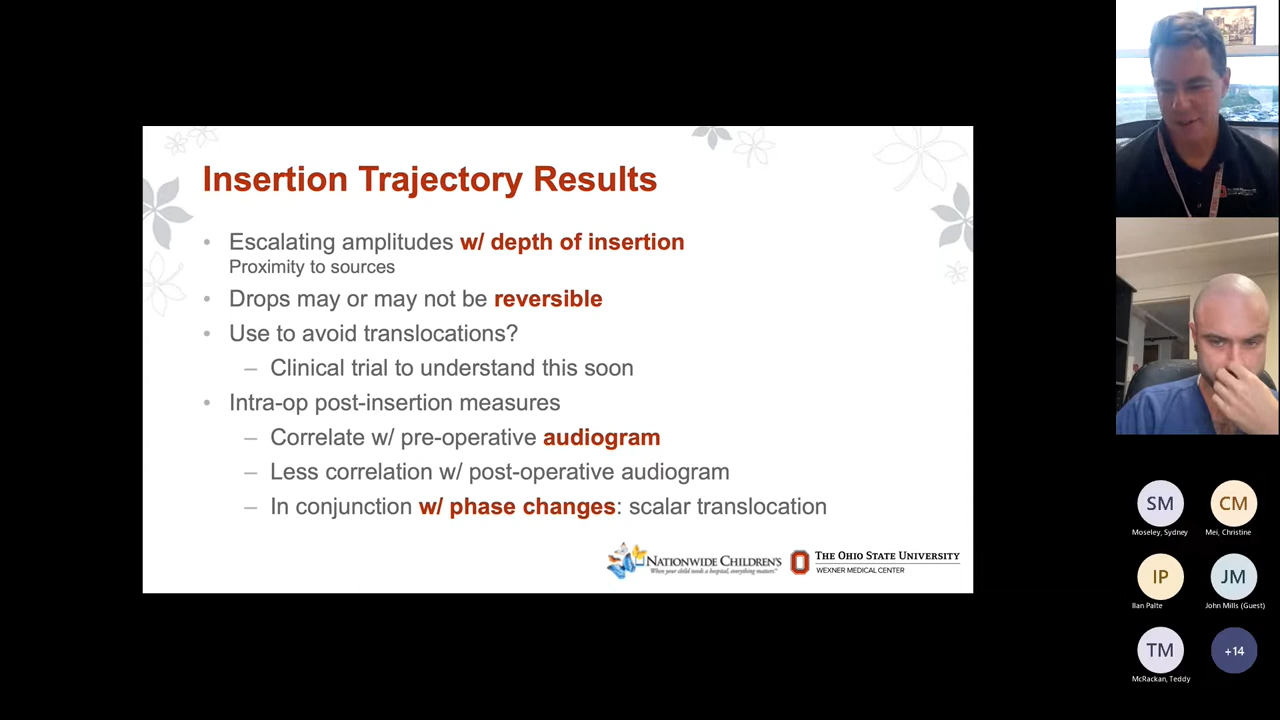 Insertion Trajectory Results
• Escalating amplitudes w/ depth of insertion
Proximity to sources
• Drops may or may not be reversible
• Use to avoid translocations?
– Clinical trial to understand this soon
• Intra-op post-insertion measures
– Correlate w/ pre-operative audiogram
– Less correlation w/ post-operative audiogram
– In conjunction w/ phase changes: scalar translocation
NATIONWIDE CHILDREN'S
When your child needs a hospital, everything matters.™
THE OHIO STATE UNIVERSITY
WEXNER MEDICAL CENTER
SM
Moseley, Sydney
CM
Mei, Christine
IP
Ilan Palte
JM
John Mills (Guest)
TM
McRackan, Teddy
+14